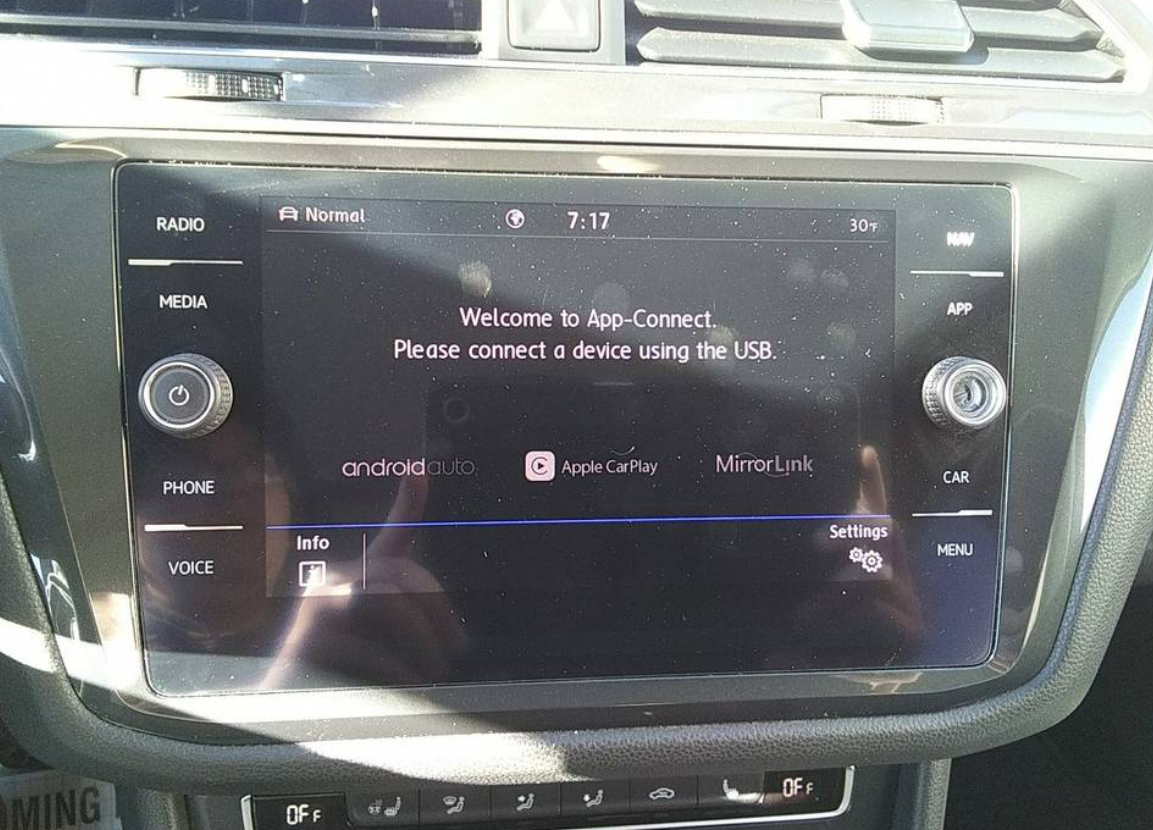 RADIO
MEDIA
PHONE
VOICE
Normal
7:17
30°F
Welcome to App-Connect.
Please connect a device using the USB.
androidauto
Apple CarPlay
MirrorLink
Info
Settings
NAV
APP
CAR
MENU
OFF
OFF
OMING